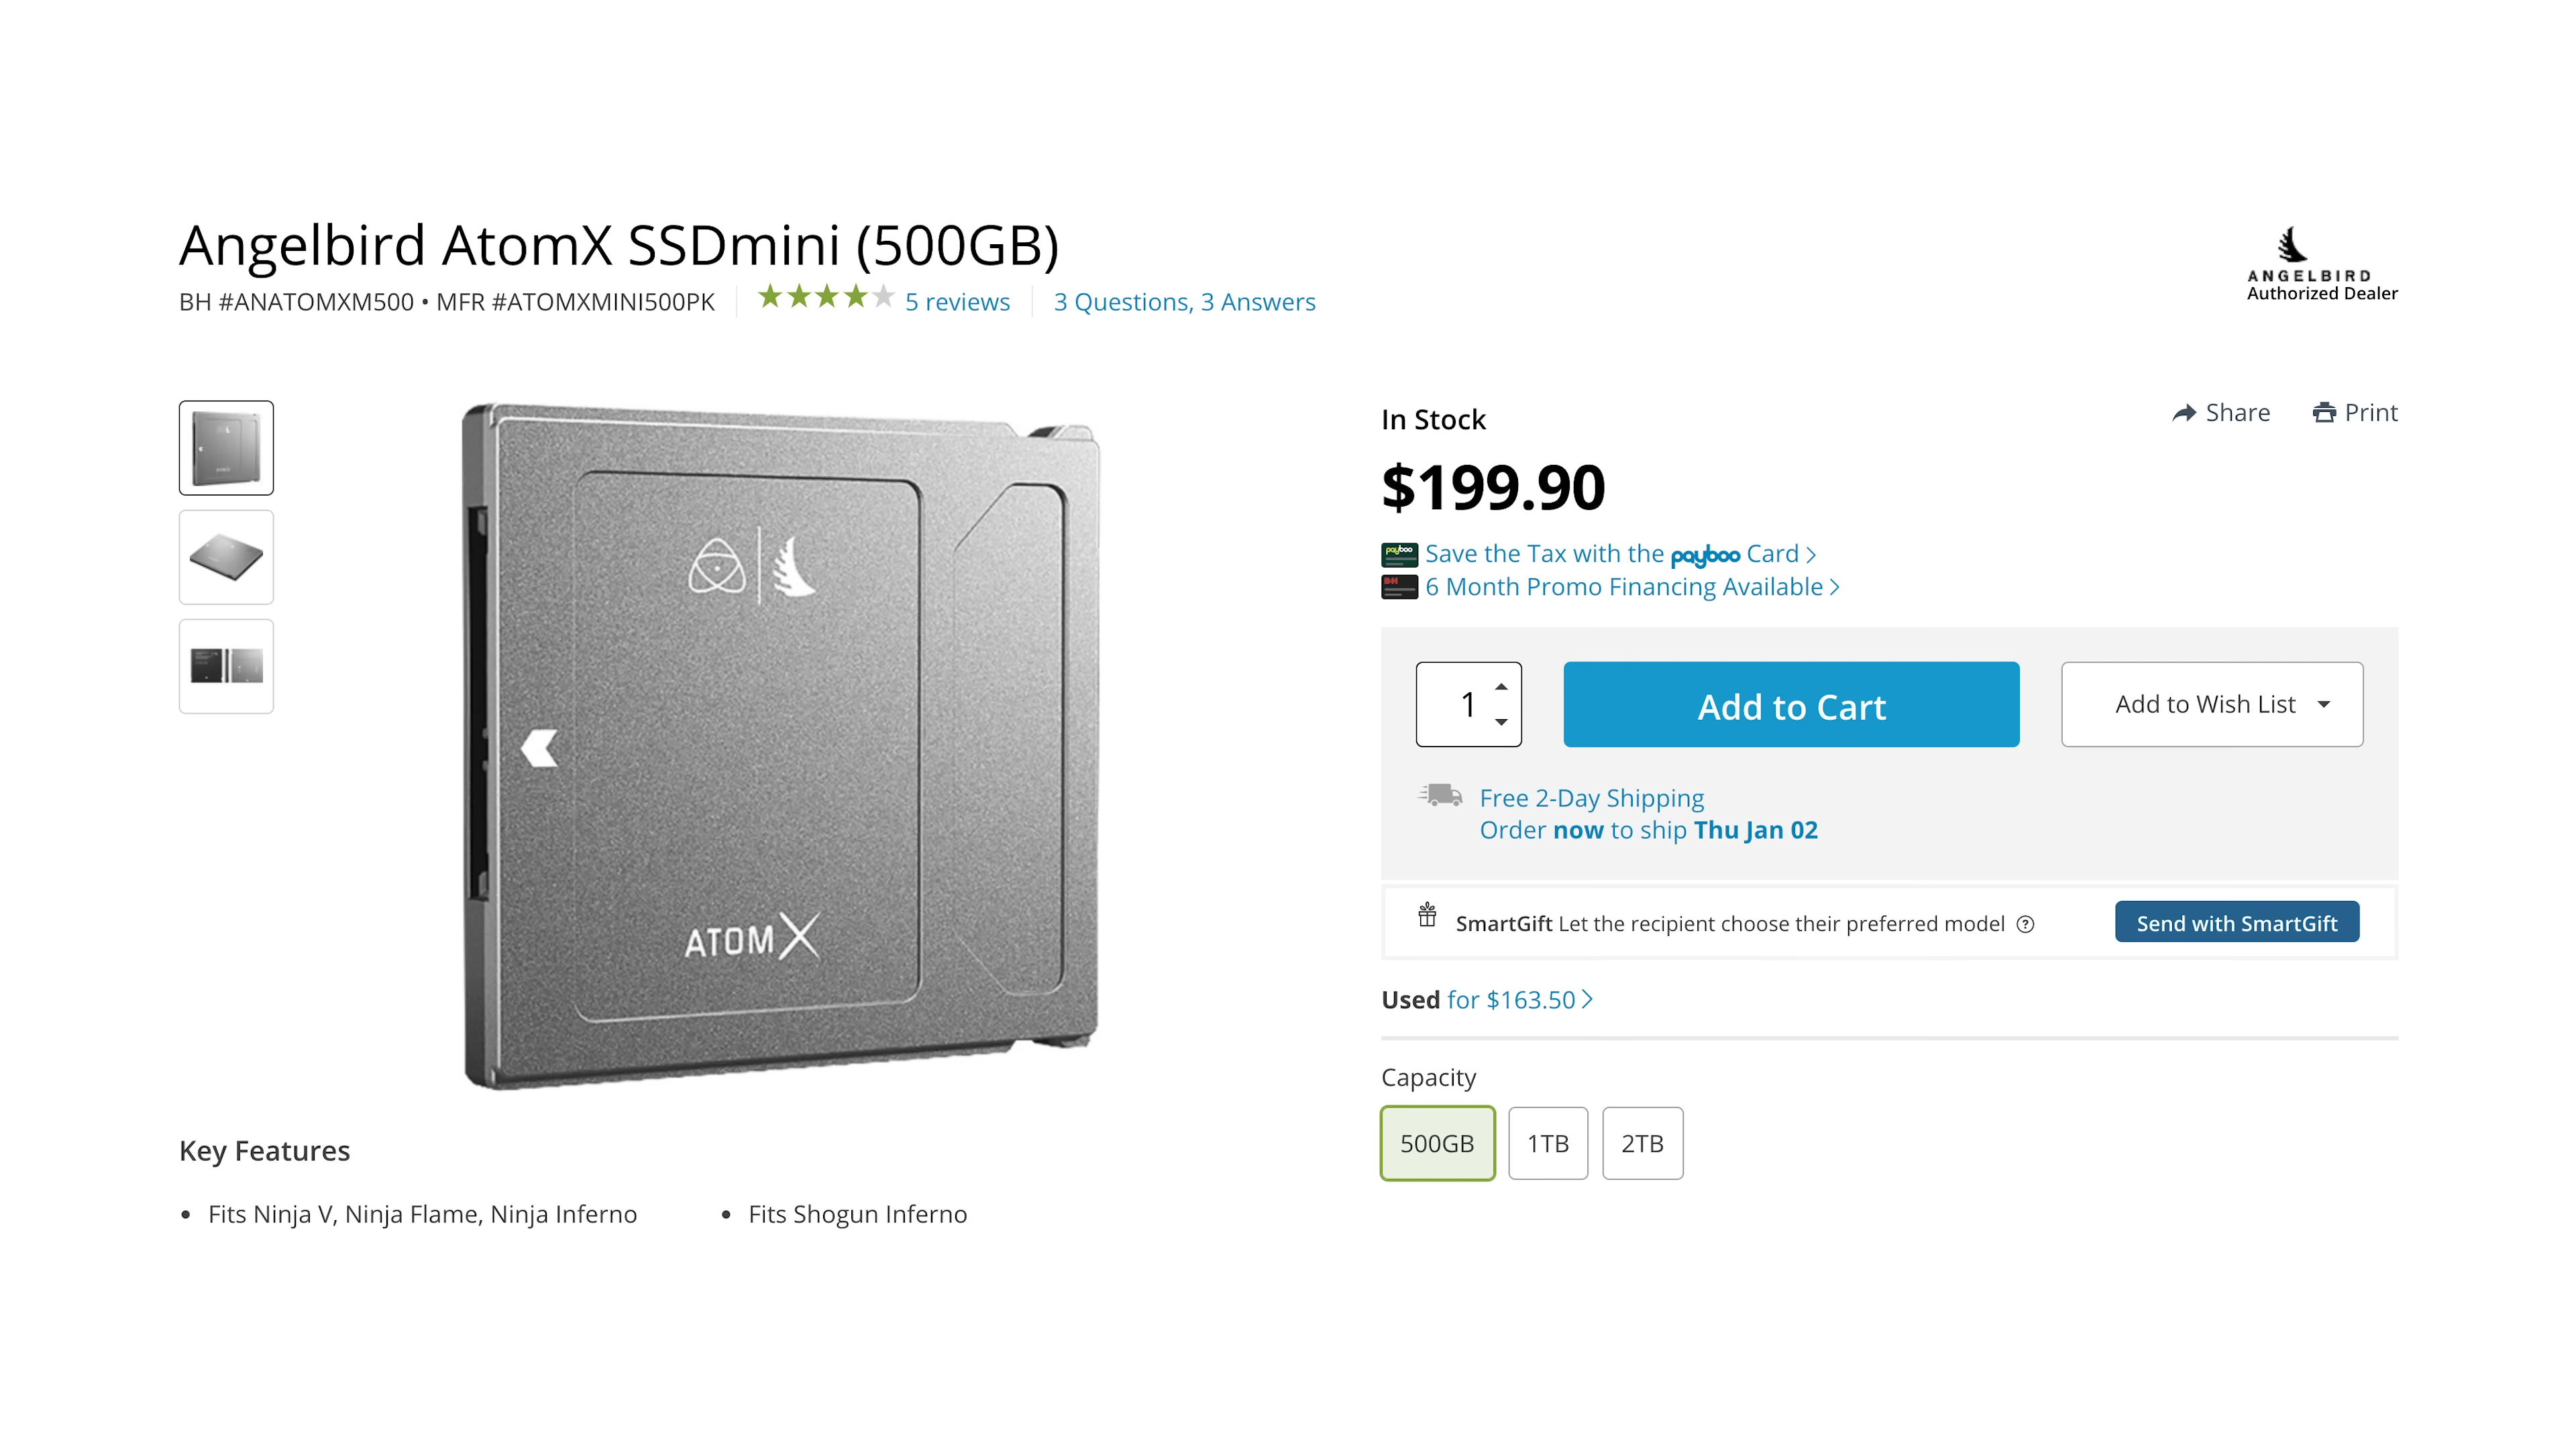 Angelbird AtomX SSDmini (500GB)
BH #ANATOMXM500 • MFR #ATOMXMINI500PK
5 reviews
3 Questions, 3 Answers
ANGELBIRD
Authorized Dealer
ATOMX
In Stock
Share
Print
$199.90
payboo
Save the Tax with the payboo Card
BH
6 Month Promo Financing Available
1
Add to Cart
Add to Wish List
Free 2-Day Shipping
Order now to ship Thu Jan 02
SmartGift Let the recipient choose their preferred model ?
Send with SmartGift
Used for $163.50
Capacity
500GB
1TB
2TB
Key Features
• Fits Ninja V, Ninja Flame, Ninja Inferno
• Fits Shogun Inferno